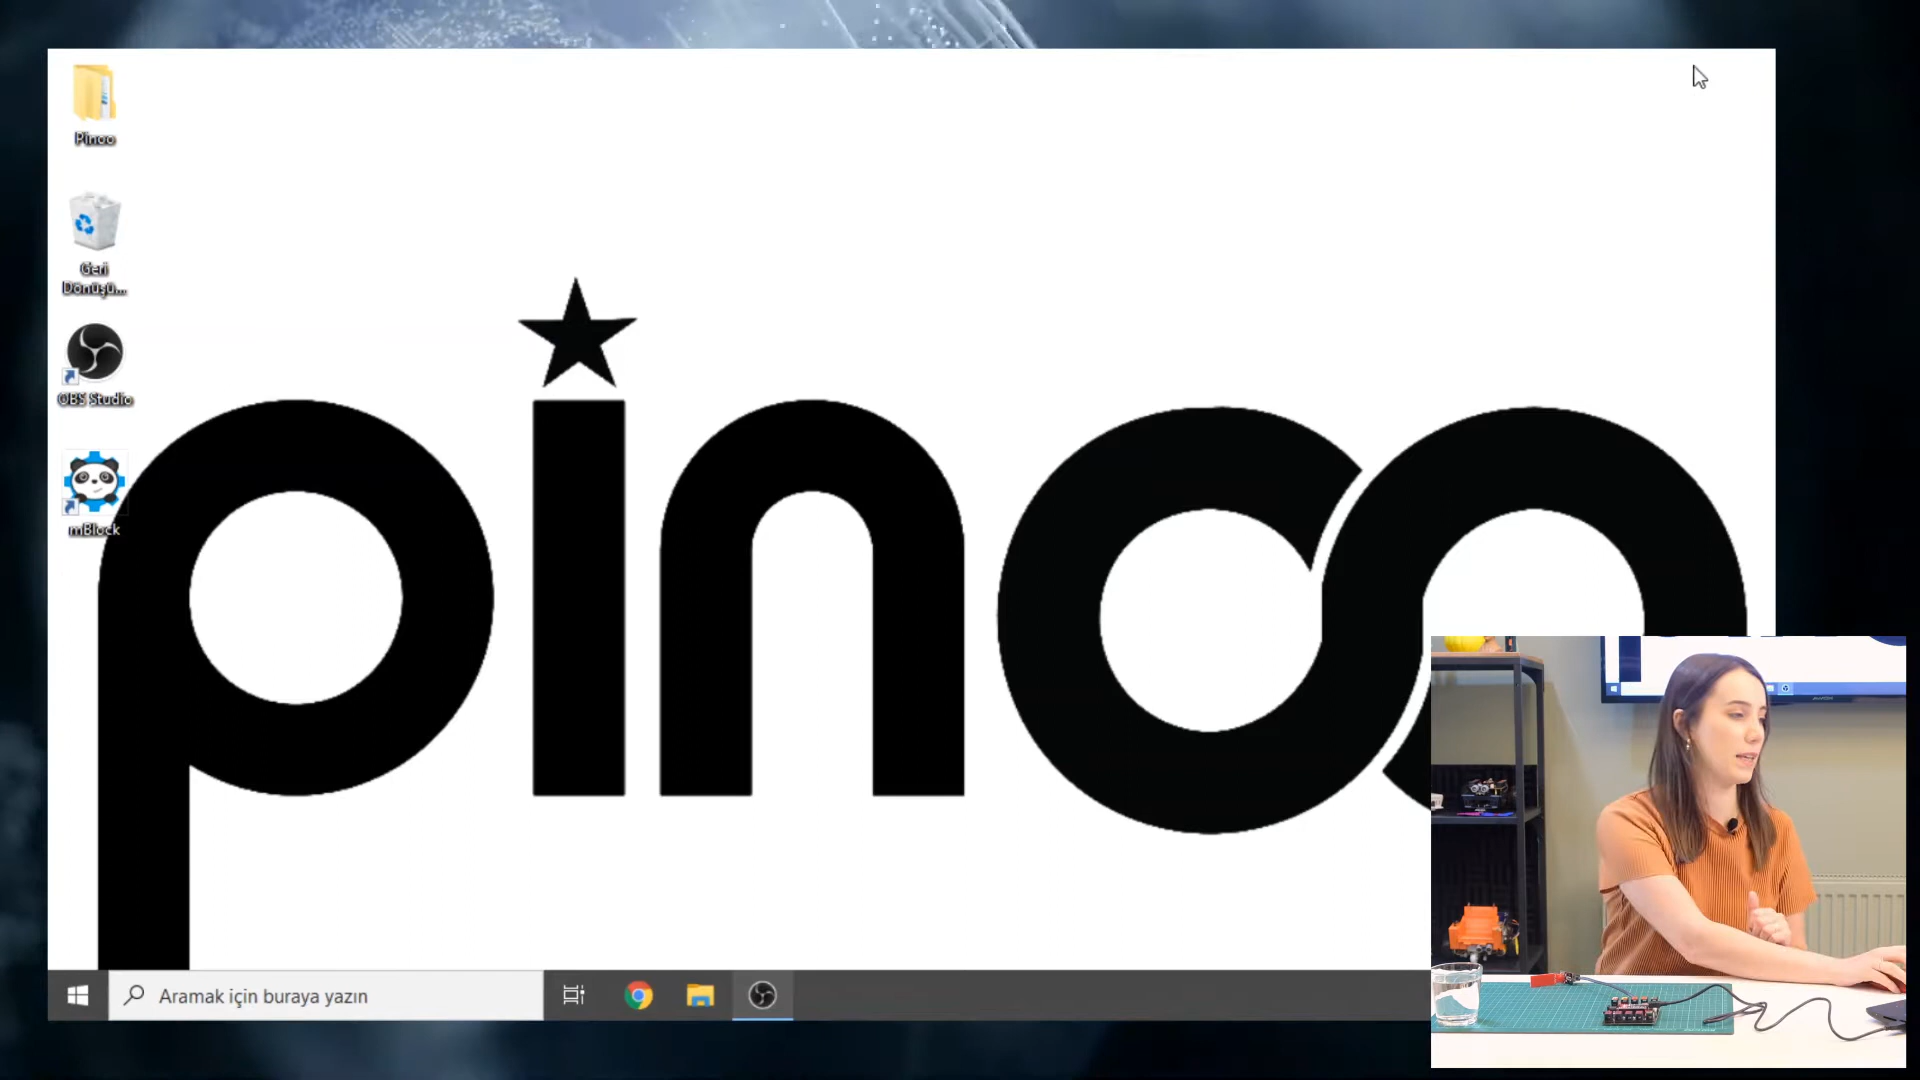 Pinoo
Geri
Dönüşü...
OBS Studio
mBlock
pinoo
Aramak için buraya yazın